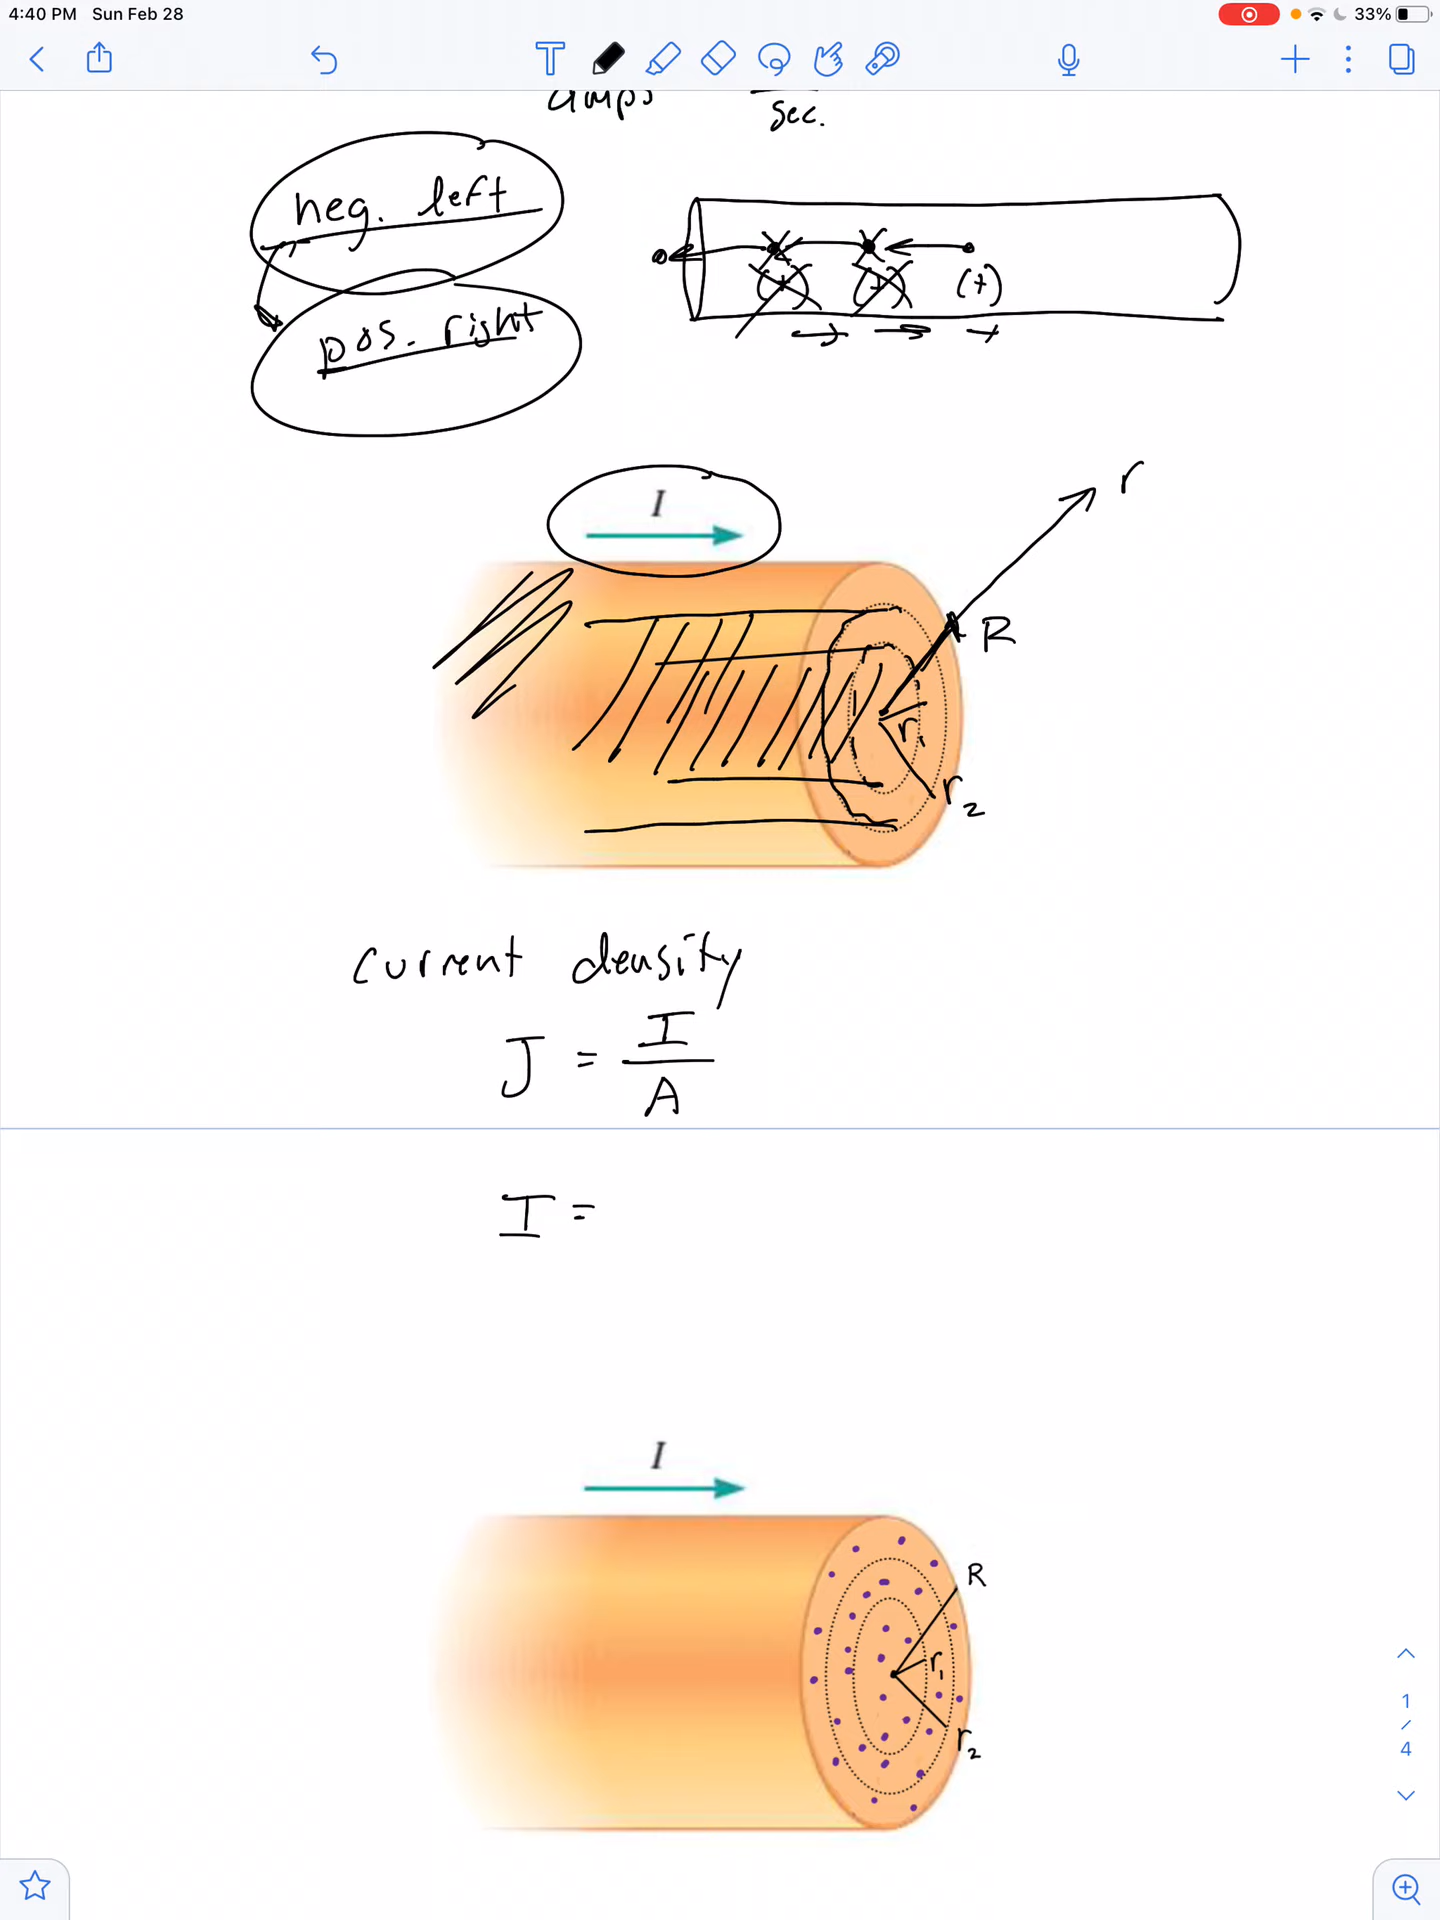 4:40 PM Sun Feb 28
33%
T
amps
sec.
neg. left
(+) (+) (+)
pos. right
I
r
R
r1
r2
current density
J = I
A
I =
I
R
r1
r2
1
/
4